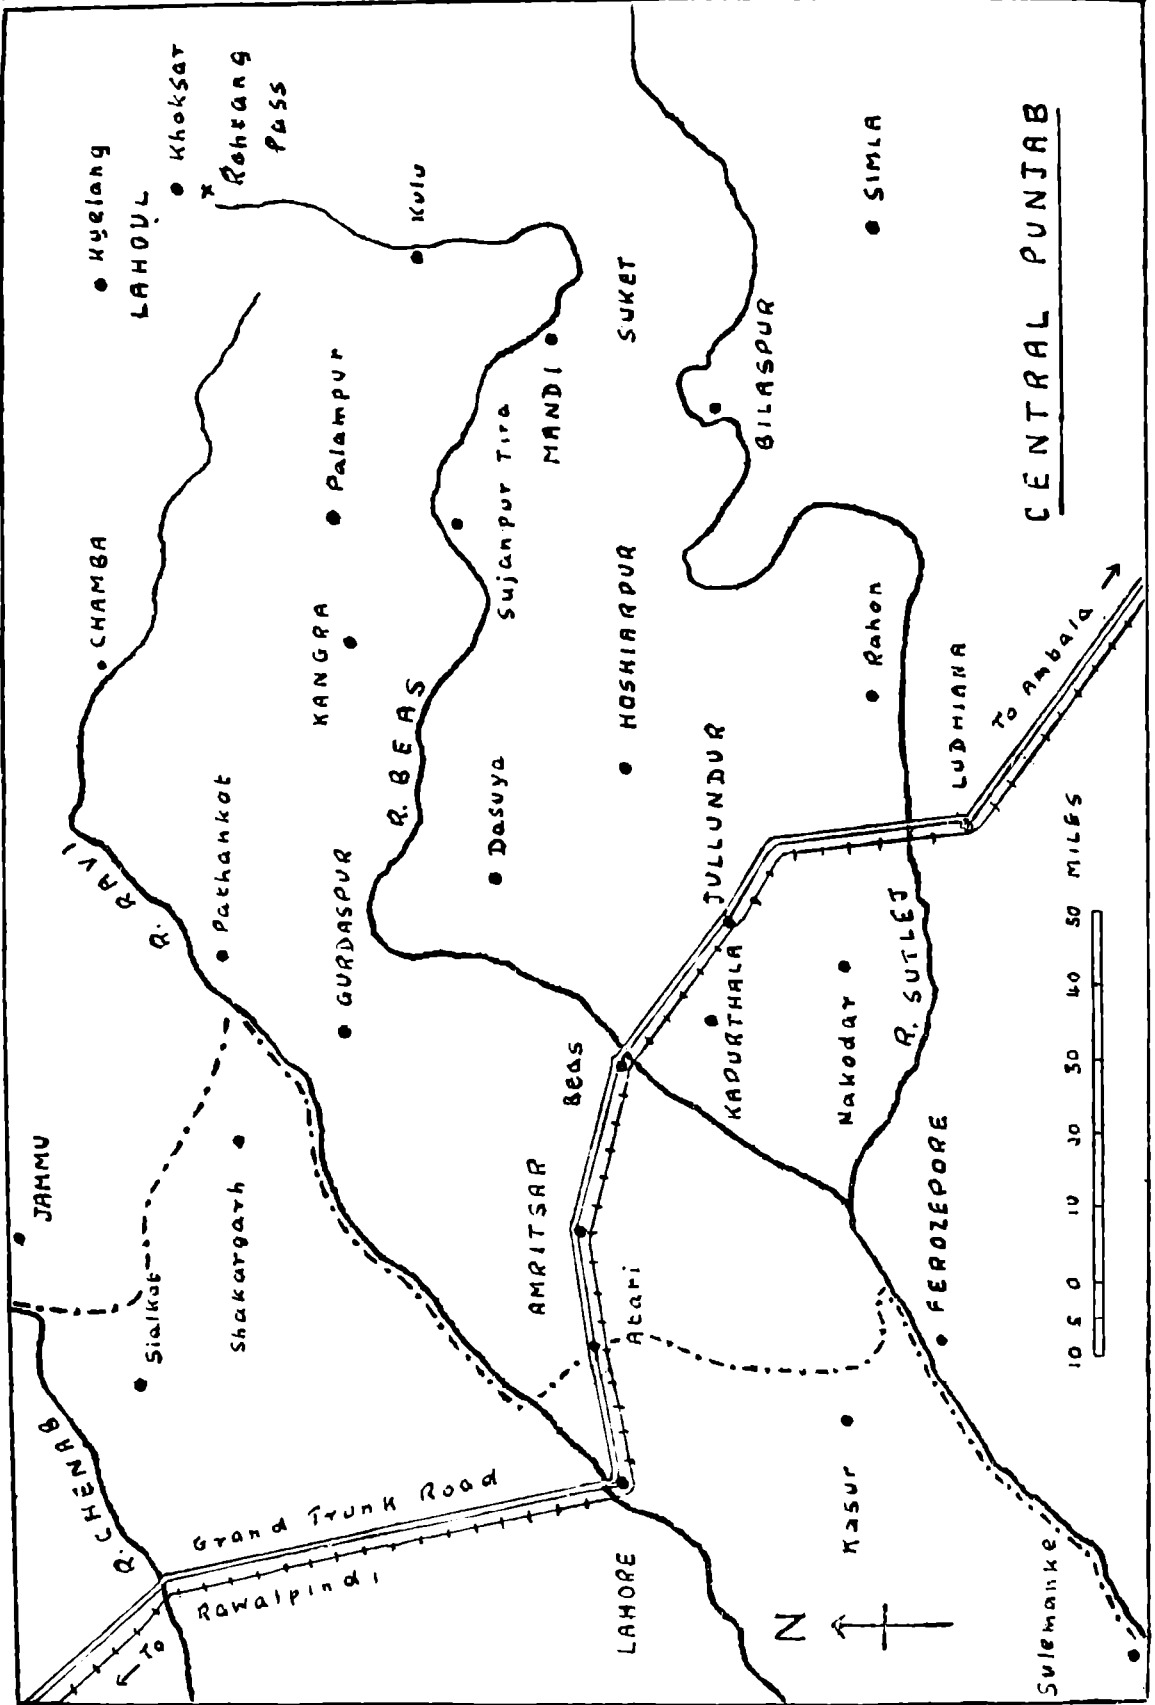 JAMMU
Kyelang
LAHOUL
Khoksar
Rohtang
Pass
R. CHENAB
Sialkot
Shakargarh
R. RAVI
CHAMBA
Pathankot
GURDASPUR
KANGRA
Palampur
Kulu
R. BEAS
Dasuya
Sujanpur Tira
MANDI
SUKET
To
Rawalpindi
Grand Trunk Road
AMRITSAR
Beas
HOSHIARPUR
LAHORE
Atari
KAPURTHALA
JULLUNDUR
BILASPUR
SIMLA
N
Kasur
Nakodar
Rahon
R. SUTLEJ
FEROZEPORE
LUDHIANA
To Ambala
Sulemanke
10 5 0 10 20 30 40 50 MILES
CENTRAL PUNJAB